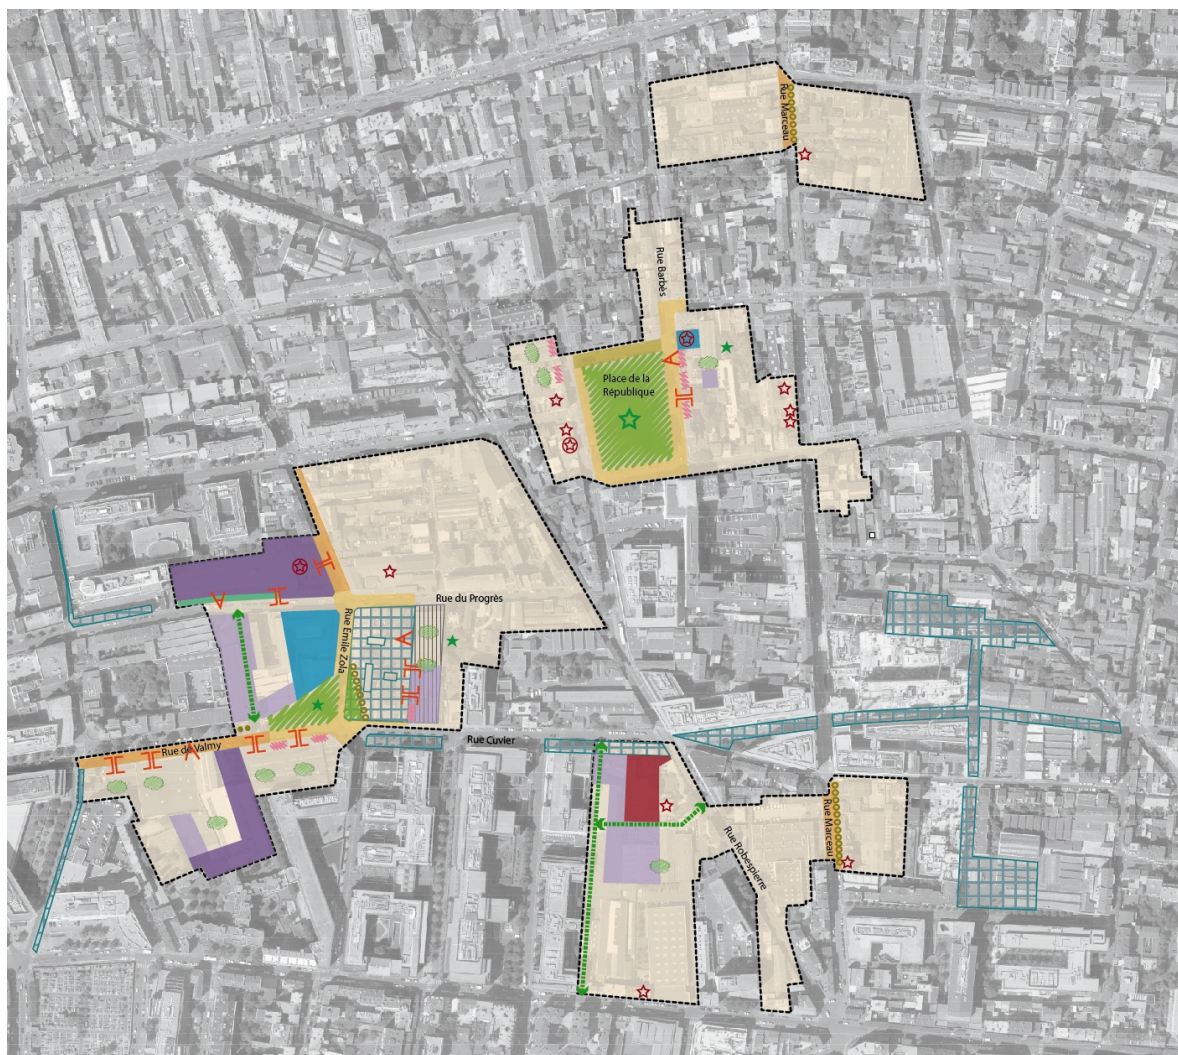 Rue Marceau
Rue Barbès
Place de la
République
Rue du Progrès
Rue Emile Zola
Rue de Valmy
Rue Cuvier
Rue Robespierre
Rue Marceau